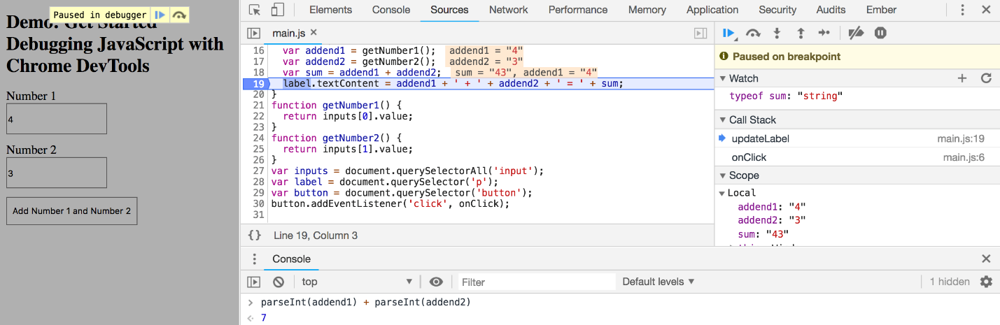 Paused in debugger
Demo: Get Started
Debugging JavaScript with
Chrome DevTools
Number 1
4
Number 2
3
Add Number 1 and Number 2
Elements Console Sources Network Performance Memory Application Security Audits Ember
main.js
16 var addend1 = getNumber1(); addend1 = "4"
17 var addend2 = getNumber2(); addend2 = "3"
18 var sum = addend1 + addend2; sum = "43", addend1 = "4"
19 label.textContent = addend1 + ' + ' + addend2 + ' = ' + sum;
20 }
21 function getNumber1() {
22 return inputs[0].value;
23 }
24 function getNumber2() {
25 return inputs[1].value;
26 }
27 var inputs = document.querySelectorAll('input');
28 var label = document.querySelector('p');
29 var button = document.querySelector('button');
30 button.addEventListener('click', onClick);
31
{} Line 19, Column 3
Paused on breakpoint
Watch
typeof sum: "string"
Call Stack
updateLabel main.js:19
onClick main.js:6
Scope
Local
addend1: "4"
addend2: "3"
sum: "43"
Console
top Filter Default levels 1 hidden
> parseInt(addend1) + parseInt(addend2)
7